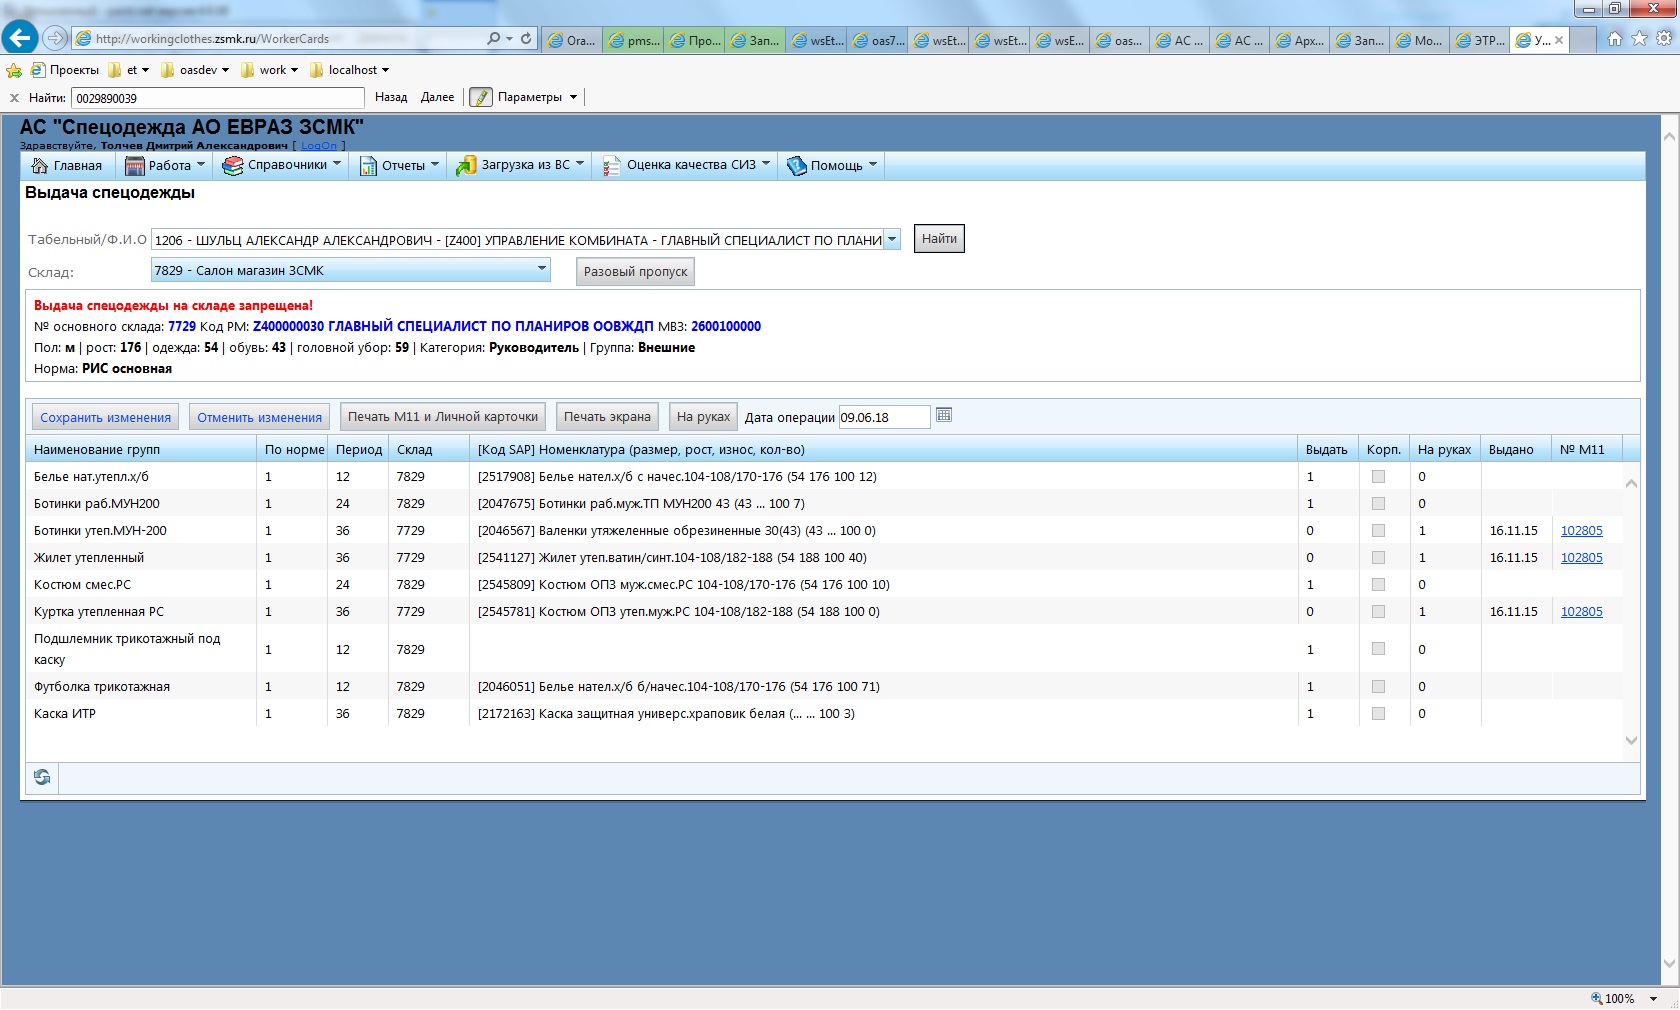 http://workingclothes.zsmk.ru/WorkerCards
Ora... pms... Про... Зап... wsEt... oas7... wsEt... wsEt... wsE... oas... АС ... АС ... Арх... Зап... Мо... ЭТР... У...
Проекты et oasdev work localhost
Найти: 0029890039 Назад Далее Параметры
АС "Спецодежда АО ЕВРАЗ ЗСМК"
Здравствуйте, Толчев Дмитрий Александрович [ LogOn ]
Главная Работа Справочники Отчеты Загрузка из ВС Оценка качества СИЗ Помощь
Выдача спецодежды
Табельный/Ф.И.О 1206 - ШУЛЬЦ АЛЕКСАНДР АЛЕКСАНДРОВИЧ - [Z400] УПРАВЛЕНИЕ КОМБИНАТА - ГЛАВНЫЙ СПЕЦИАЛИСТ ПО ПЛАНИ Найти
Склад: 7829 - Салон магазин ЗСМК Разовый пропуск
Выдача спецодежды на складе запрещена!
№ основного склада: 7729 Код РМ: Z400000030 ГЛАВНЫЙ СПЕЦИАЛИСТ ПО ПЛАНИРОВ ООВЖДП МВЗ: 2600100000
Пол: м | рост: 176 | одежда: 54 | обувь: 43 | головной убор: 59 | Категория: Руководитель | Группа: Внешние
Норма: РИС основная
Сохранить изменения Отменить изменения Печать М11 и Личной карточки Печать экрана На руках Дата операции 09.06.18
Наименование групп По норме Период Склад [Код SAP] Номенклатура (размер, рост, износ, кол-во) Выдать Корп. На руках Выдано № М11
Белье нат.утепл.х/б 1 12 7829 [2517908] Белье нател.х/б с начес.104-108/170-176 (54 176 100 12) 1 0
Ботинки раб.МУН200 1 24 7829 [2047675] Ботинки раб.муж.ТП МУН200 43 (43 ... 100 7) 1 0
Ботинки утеп.МУН-200 1 36 7729 [2046567] Валенки утяжеленные обрезиненные 30(43) (43 ... 100 0) 0 1 16.11.15 102805
Жилет утепленный 1 36 7729 [2541127] Жилет утеп.ватин/синт.104-108/182-188 (54 188 100 40) 0 1 16.11.15 102805
Костюм смес.РС 1 24 7829 [2545809] Костюм ОПЗ муж.смес.РС 104-108/170-176 (54 176 100 10) 1 0
Куртка утепленная РС 1 36 7729 [2545781] Костюм ОПЗ утеп.муж.РС 104-108/182-188 (54 188 100 0) 0 1 16.11.15 102805
Подшлемник трикотажный под
каску 1 12 7829 1 0
Футболка трикотажная 1 12 7829 [2046051] Белье нател.х/б б/начес.104-108/170-176 (54 176 100 71) 1 0
Каска ИТР 1 36 7829 [2172163] Каска защитная универс.храповик белая (... ... 100 3) 1 0
100%